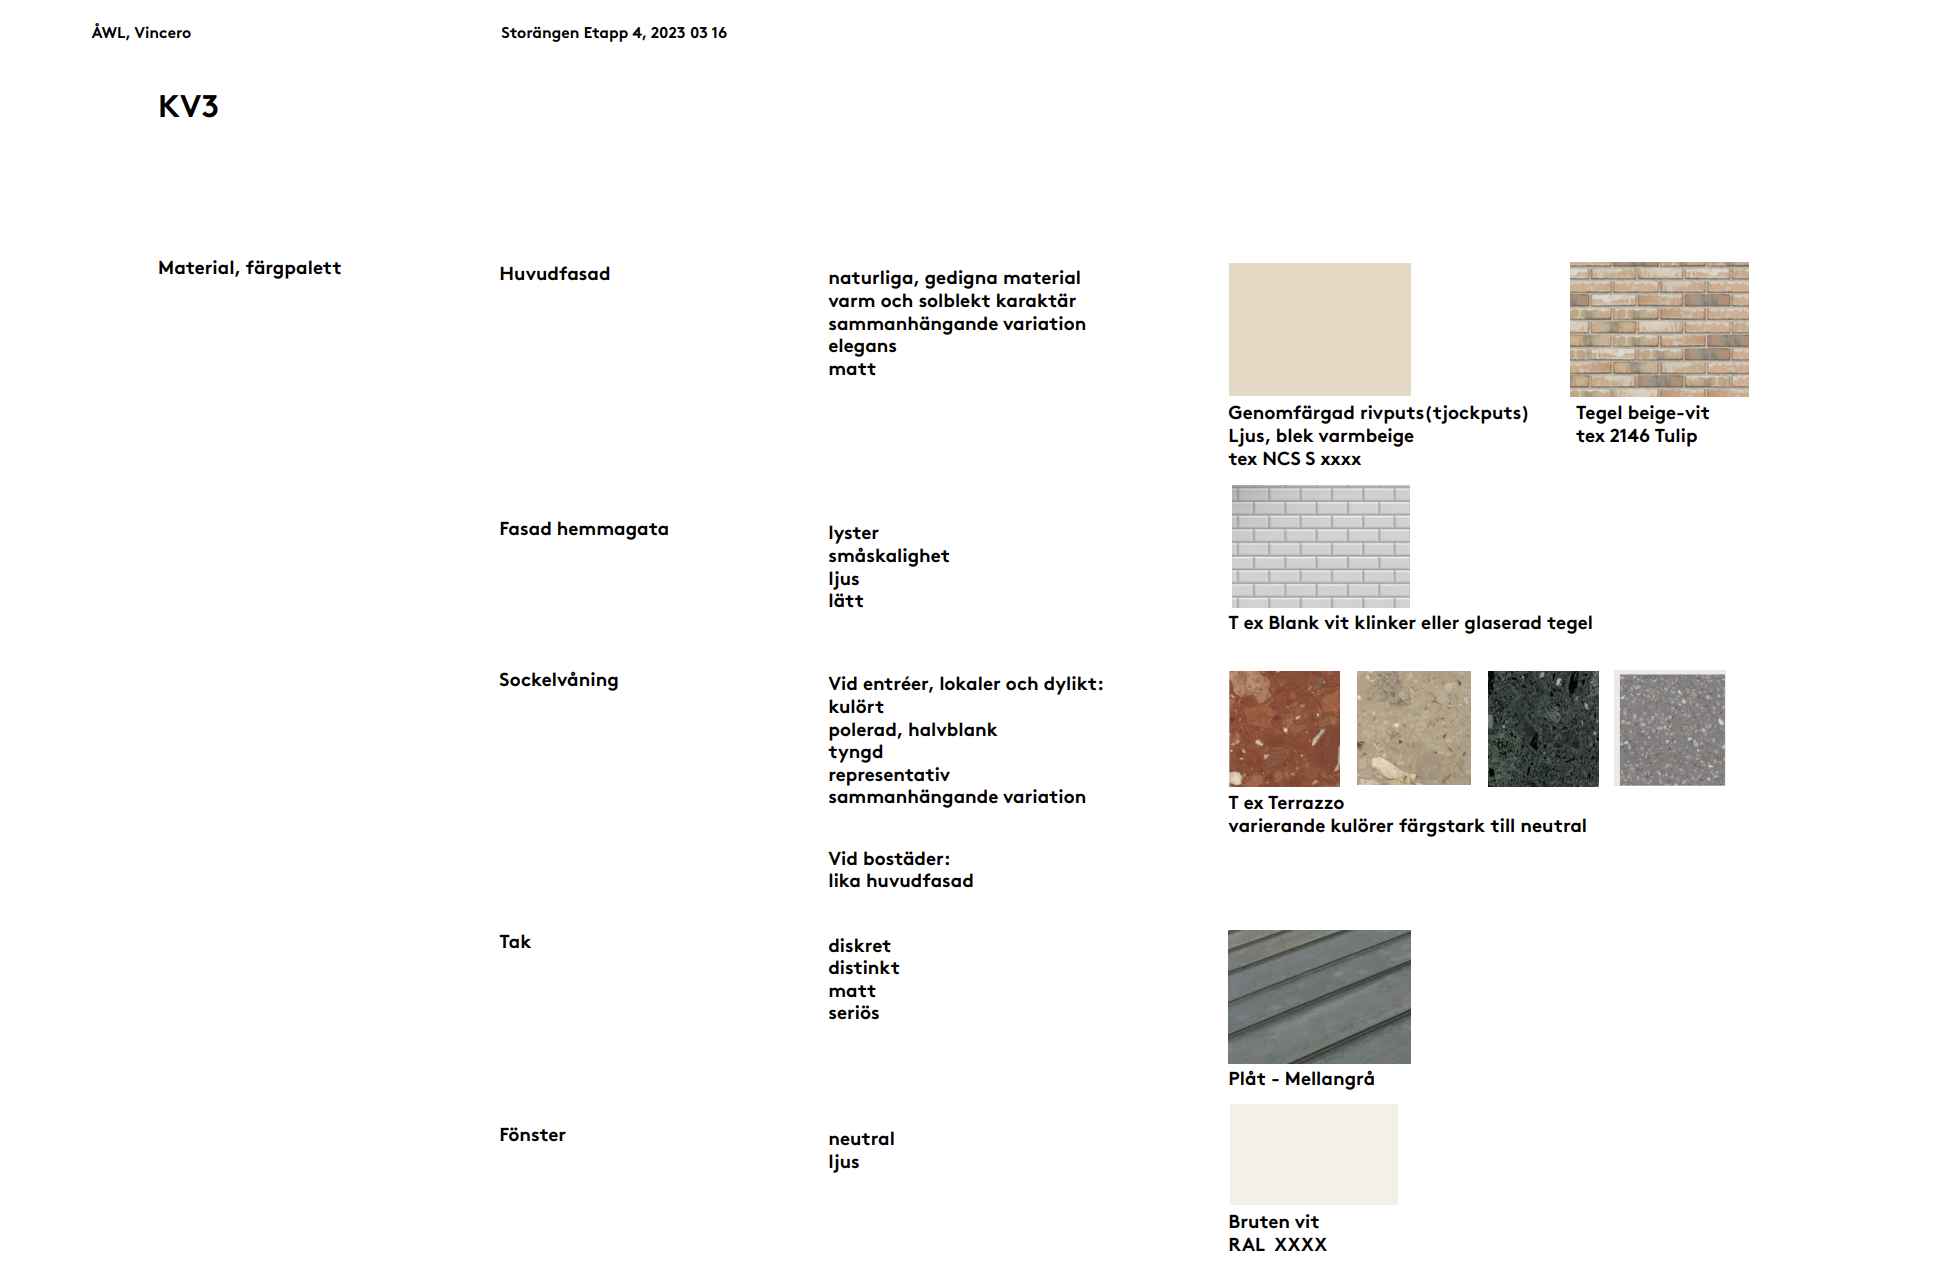 ÅWL, Vincero
Storängen Etapp 4, 2023 03 16
KV3
Material, färgpalett
Huvudfasad
naturliga, gedigna material
varm och solblekt karaktär
sammanhängande variation
elegans
matt
Genomfärgad rivputs(tjockputs)
Ljus, blek varmbeige
tex NCS S xxxx
Tegel beige-vit
tex 2146 Tulip
Fasad hemmagata
lyster
småskalighet
ljus
lätt
T ex Blank vit klinker eller glaserad tegel
Sockelvåning
Vid entréer, lokaler och dylikt:
kulört
polerad, halvblank
tyngd
representativ
sammanhängande variation
Vid bostäder:
lika huvudfasad
T ex Terrazzo
varierande kulörer färgstark till neutral
Tak
diskret
distinkt
matt
seriös
Plåt - Mellangrå
Fönster
neutral
ljus
Bruten vit
RAL XXXX